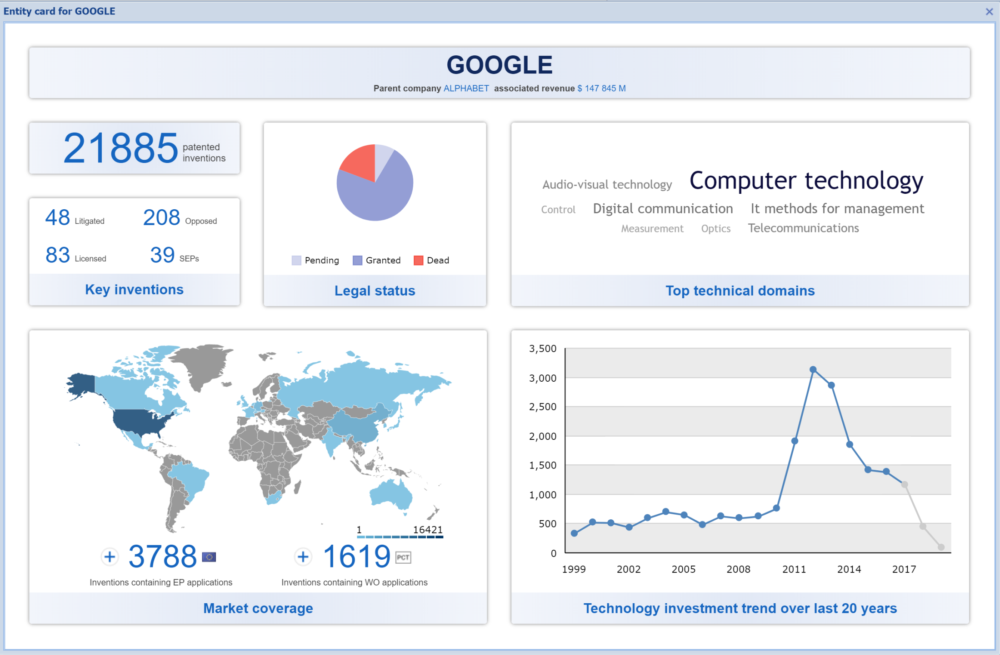 Entity card for GOOGLE
GOOGLE
Parent company ALPHABET associated revenue $ 147 845 M
21885 patented
inventions
48 Litigated 208 Opposed
83 Licensed 39 SEPs
Key inventions
Pending Granted Dead
Legal status
Audio-visual technology Computer technology
Control Digital communication It methods for management
Measurement Optics Telecommunications
Top technical domains
1 16421
3788
1619 PCT
Inventions containing EP applications
Inventions containing WO applications
Market coverage
3,500
3,000
2,500
2,000
1,500
1,000
500
0
1999 2002 2005 2008 2011 2014 2017
Technology investment trend over last 20 years